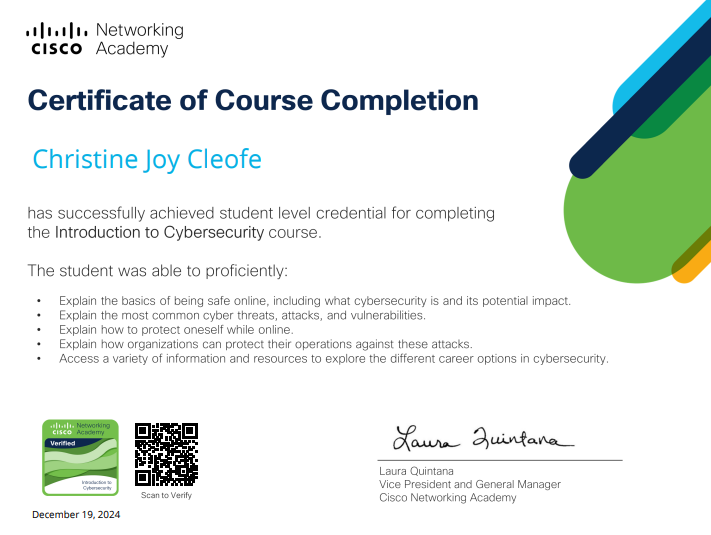 Networking
CISCO Academy
Certificate of Course Completion
Christine Joy Cleofe
has successfully achieved student level credential for completing
the Introduction to Cybersecurity course.
The student was able to proficiently:
• Explain the basics of being safe online, including what cybersecurity is and its potential impact.
• Explain the most common cyber threats, attacks, and vulnerabilities.
• Explain how to protect oneself while online.
• Explain how organizations can protect their operations against these attacks.
• Access a variety of information and resources to explore the different career options in cybersecurity.
Networking
CISCO Academy
Verified
Introduction to
Cybersecurity
Scan to Verify
December 19, 2024
Laura Quintana
Laura Quintana
Vice President and General Manager
Cisco Networking Academy